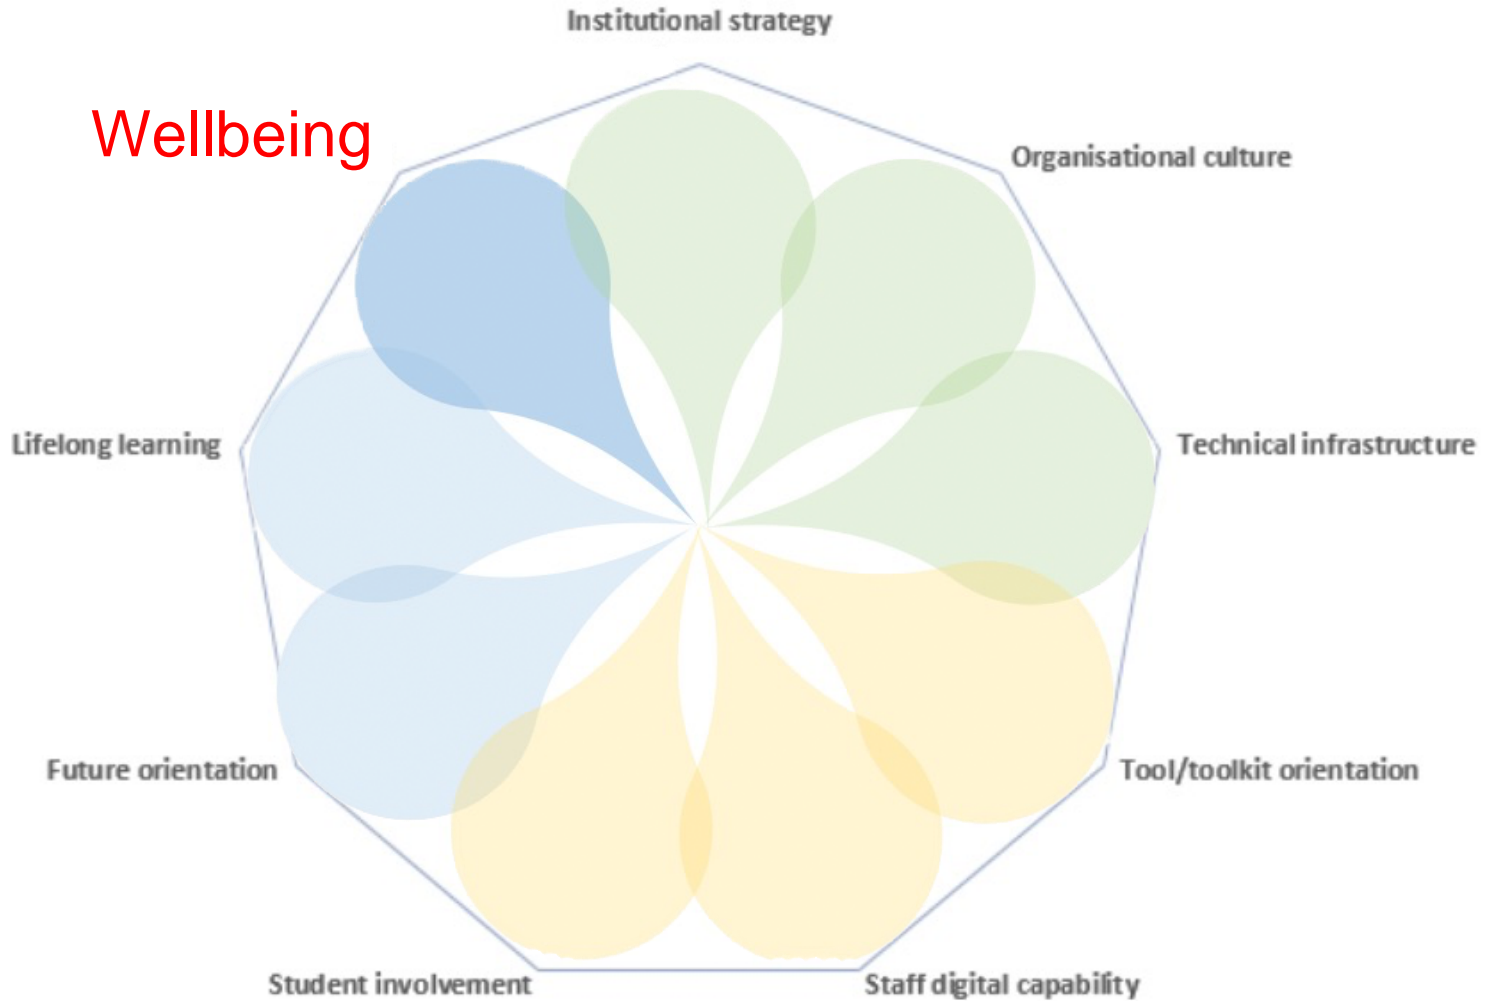 Institutional strategy
Wellbeing
Organisational culture
Lifelong learning
Technical infrastructure
Future orientation
Tool/toolkit orientation
Student involvement
Staff digital capability